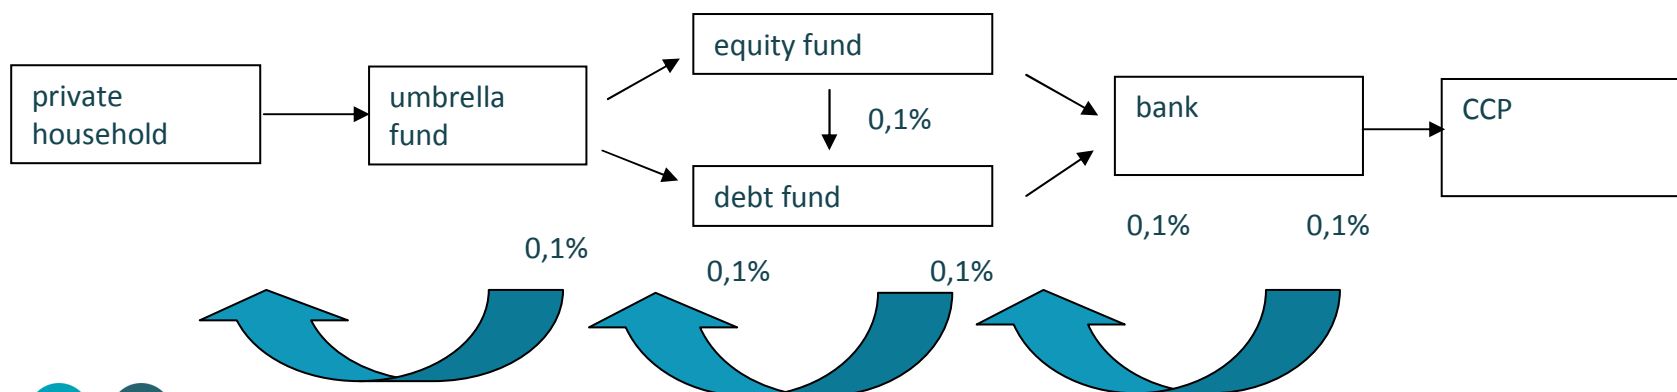 private
household
umbrella
fund
equity fund
0,1%
debt fund
bank
CCP
0,1%
0,1%
0,1%
0,1%
0,1%